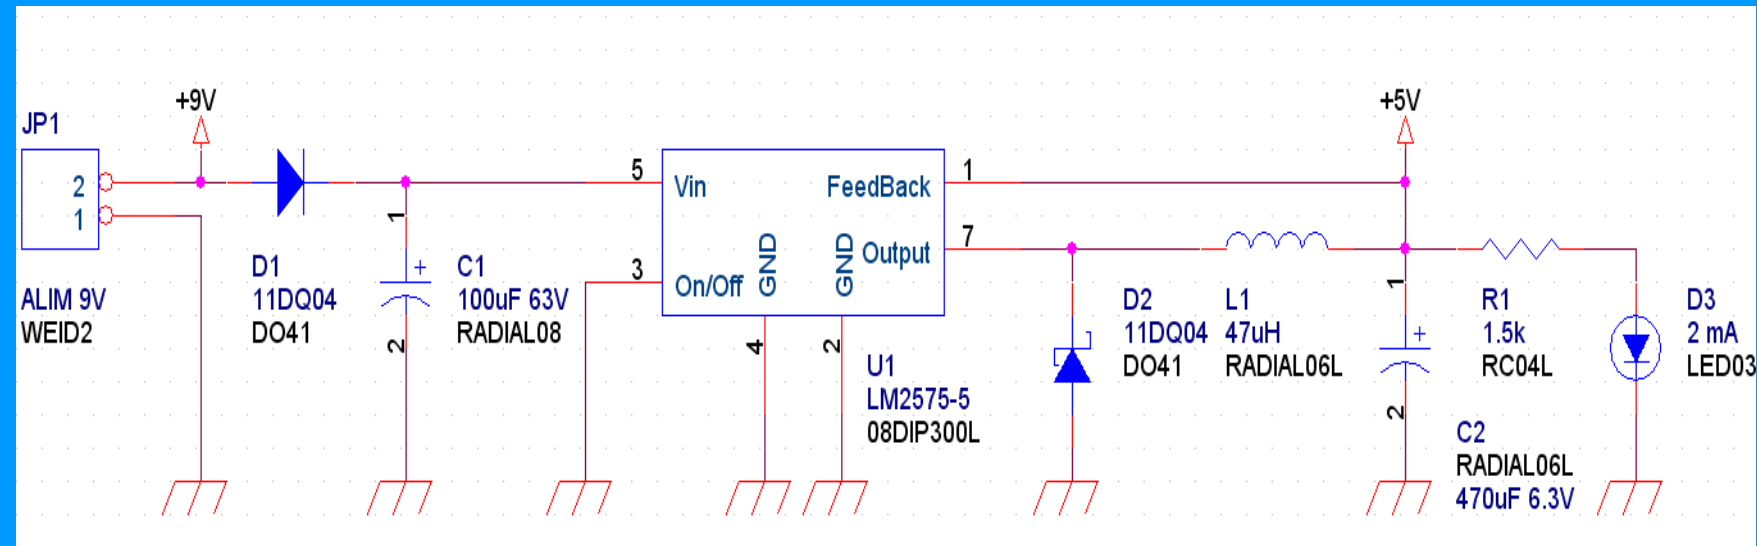 +9V
+5V
JP1
2
1
5
Vin
FeedBack
1
1
GND
GND
Output
7
3
On/Off
1
D1
11DQ04
DO41
+
C1
100uF 63V
RADIAL08
ALIM 9V
WEID2
2
4
2
U1
LM2575-5
08DIP300L
D2
11DQ04
DO41
L1
47uH
RADIAL06L
+
R1
1.5k
RC04L
D3
2 mA
LED03
2
C2
RADIAL06L
470uF 6.3V